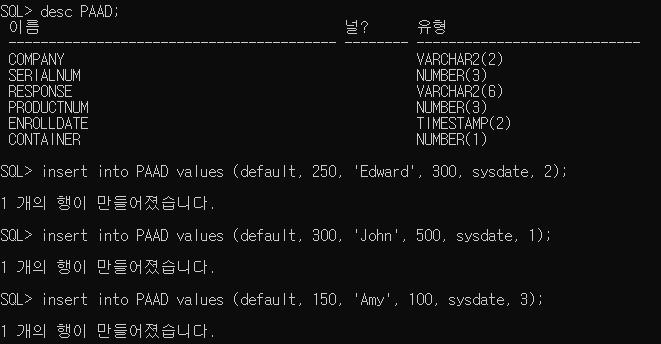 SQL> desc PAAD;
이름 널? 유형
----------------------------------------- -------- ----------------------------
COMPANY VARCHAR2(2)
SERIALNUM NUMBER(3)
RESPONSE VARCHAR2(6)
PRODUCTNUM NUMBER(3)
ENROLLDATE TIMESTAMP(2)
CONTAINER NUMBER(1)
SQL> insert into PAAD values (default, 250, 'Edward', 300, sysdate, 2);
1 개의 행이 만들어졌습니다.
SQL> insert into PAAD values (default, 300, 'John', 500, sysdate, 1);
1 개의 행이 만들어졌습니다.
SQL> insert into PAAD values (default, 150, 'Amy', 100, sysdate, 3);
1 개의 행이 만들어졌습니다.